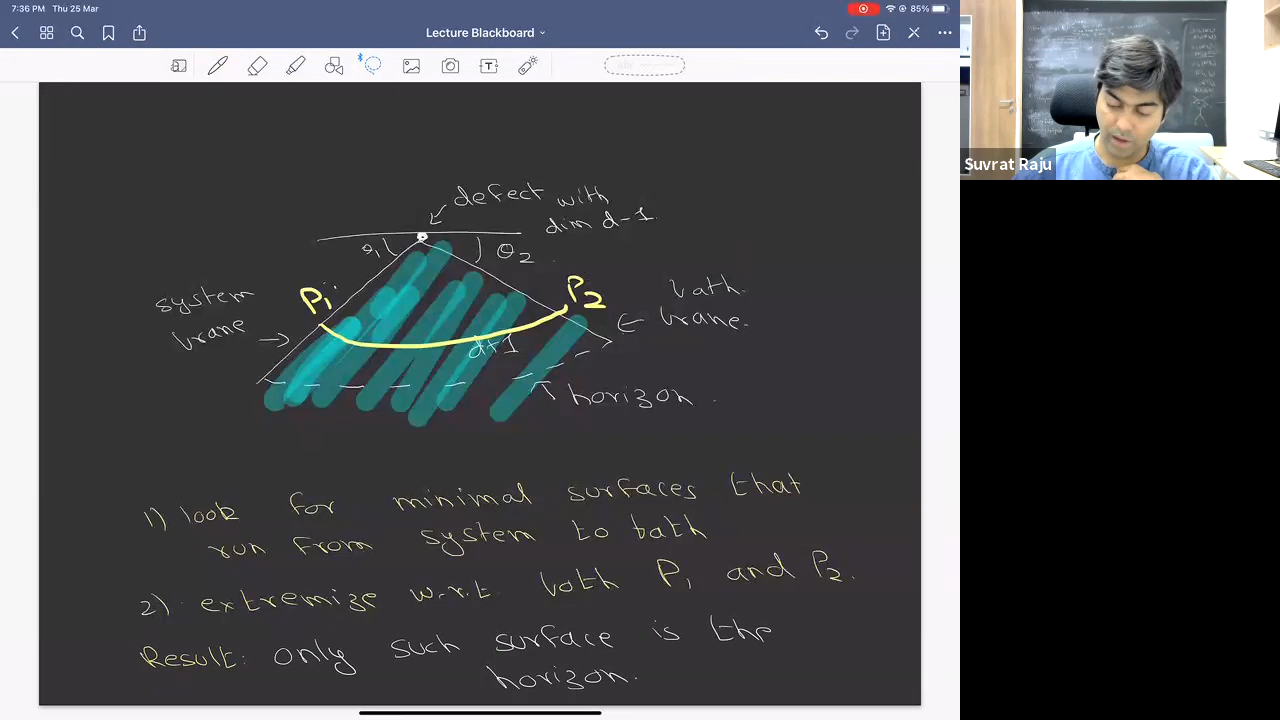 7:36 PM Thu 25 Mar
85%
Lecture Blackboard
Suvrat Raju
defect with
dim d-1
θ1
θ2
system
brane
P1
P2
bath
brane.
d+1
horizon
1) look for minimal surfaces that
run from system to bath
2) extremize w.r.t. both P1 and P2.
Result: only such surface is the
horizon.